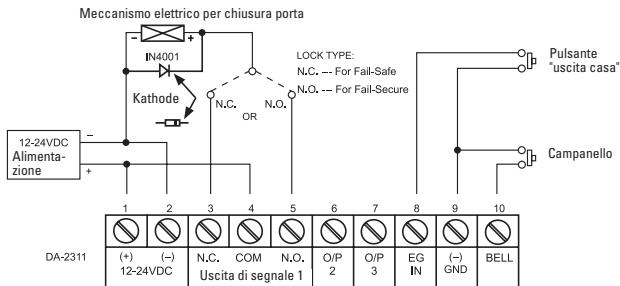 Meccanismo elettrico per chiusura porta
– +
IN4001
Kathode
LOCK TYPE:
N.C. --- For Fail-Safe
N.O. --- For Fail-Secure
N.C. N.O.
OR
Pulsante
"uscita casa"
Campanello
12-24VDC
Alimenta-
zione
–
+
1 2 3 4 5 6 7 8 9 10
DA-2311
(+) (–) N.C. COM N.O. O/P O/P EG (–) BELL
2 3 IN GND
12-24VDC Uscita di segnale 1